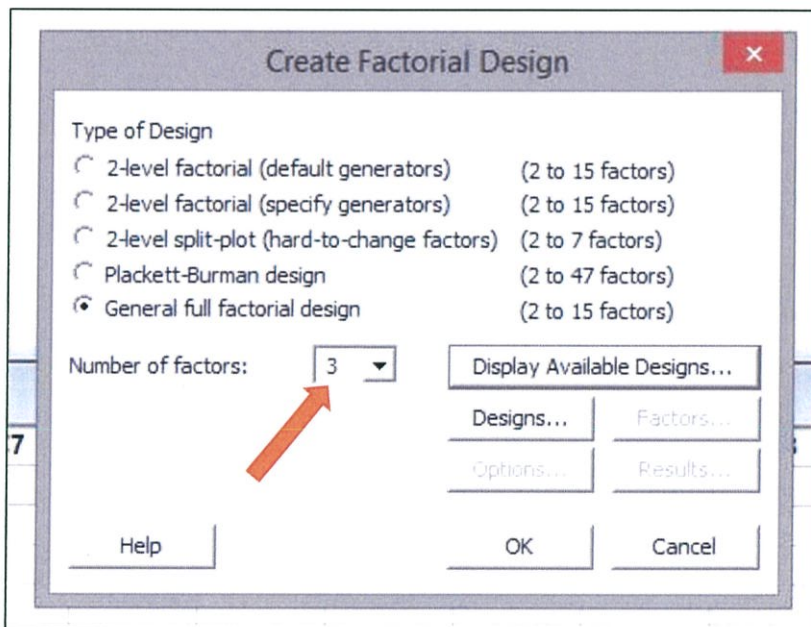 Create Factorial Design
Type of Design
2-level factorial (default generators) (2 to 15 factors)
2-level factorial (specify generators) (2 to 15 factors)
2-level split-plot (hard-to-change factors) (2 to 7 factors)
Plackett-Burman design (2 to 47 factors)
General full factorial design (2 to 15 factors)
Number of factors: 3 Display Available Designs...
Designs... Factors...
7
Options... Results...
Help OK Cancel